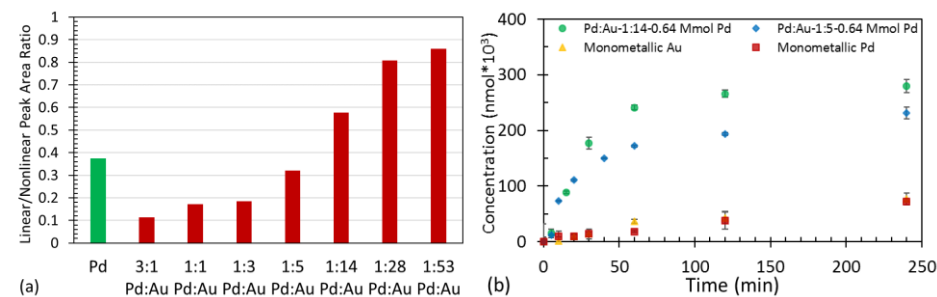 Linear/Nonlinear Peak Area Ratio
1
0.9
0.8
0.7
0.6
0.5
0.4
0.3
0.2
0.1
0
Pd 3:1 1:1 1:3 1:5 1:14 1:28 1:53
Pd:Au Pd:Au Pd:Au Pd:Au Pd:Au Pd:Au Pd:Au
(a)
Pd:Au-1:14-0.64 Mmol Pd Pd:Au-1:5-0.64 Mmol Pd
Monometallic Au Monometallic Pd
Concentration (nmol*10³)
400
300
200
100
0
0 50 100 150 200 250
Time (min)
(b)